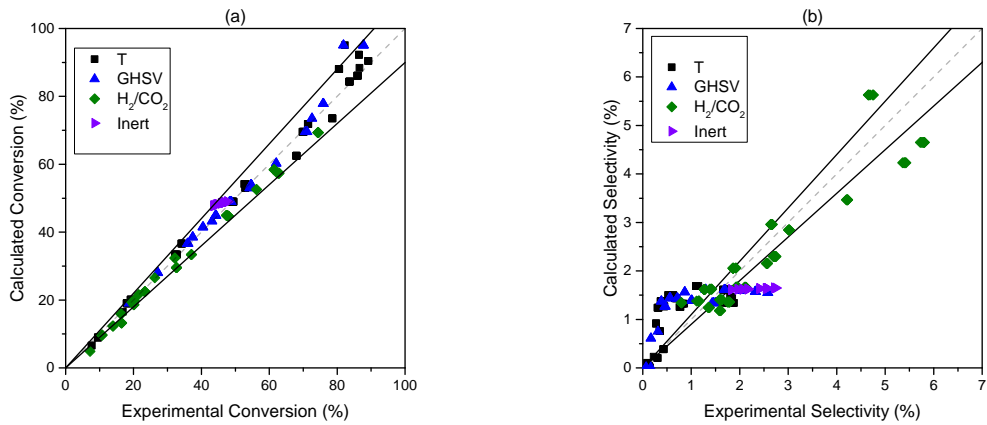 (a)
100
80
60
40
20
0
Calculated Conversion (%)
T
GHSV
H₂/CO₂
Inert
0 20 40 60 80 100
Experimental Conversion (%)
(b)
7
6
5
4
3
2
1
0
Calculated Selectivity (%)
T
GHSV
H₂/CO₂
Inert
0 1 2 3 4 5 6 7
Experimental Selectivity (%)